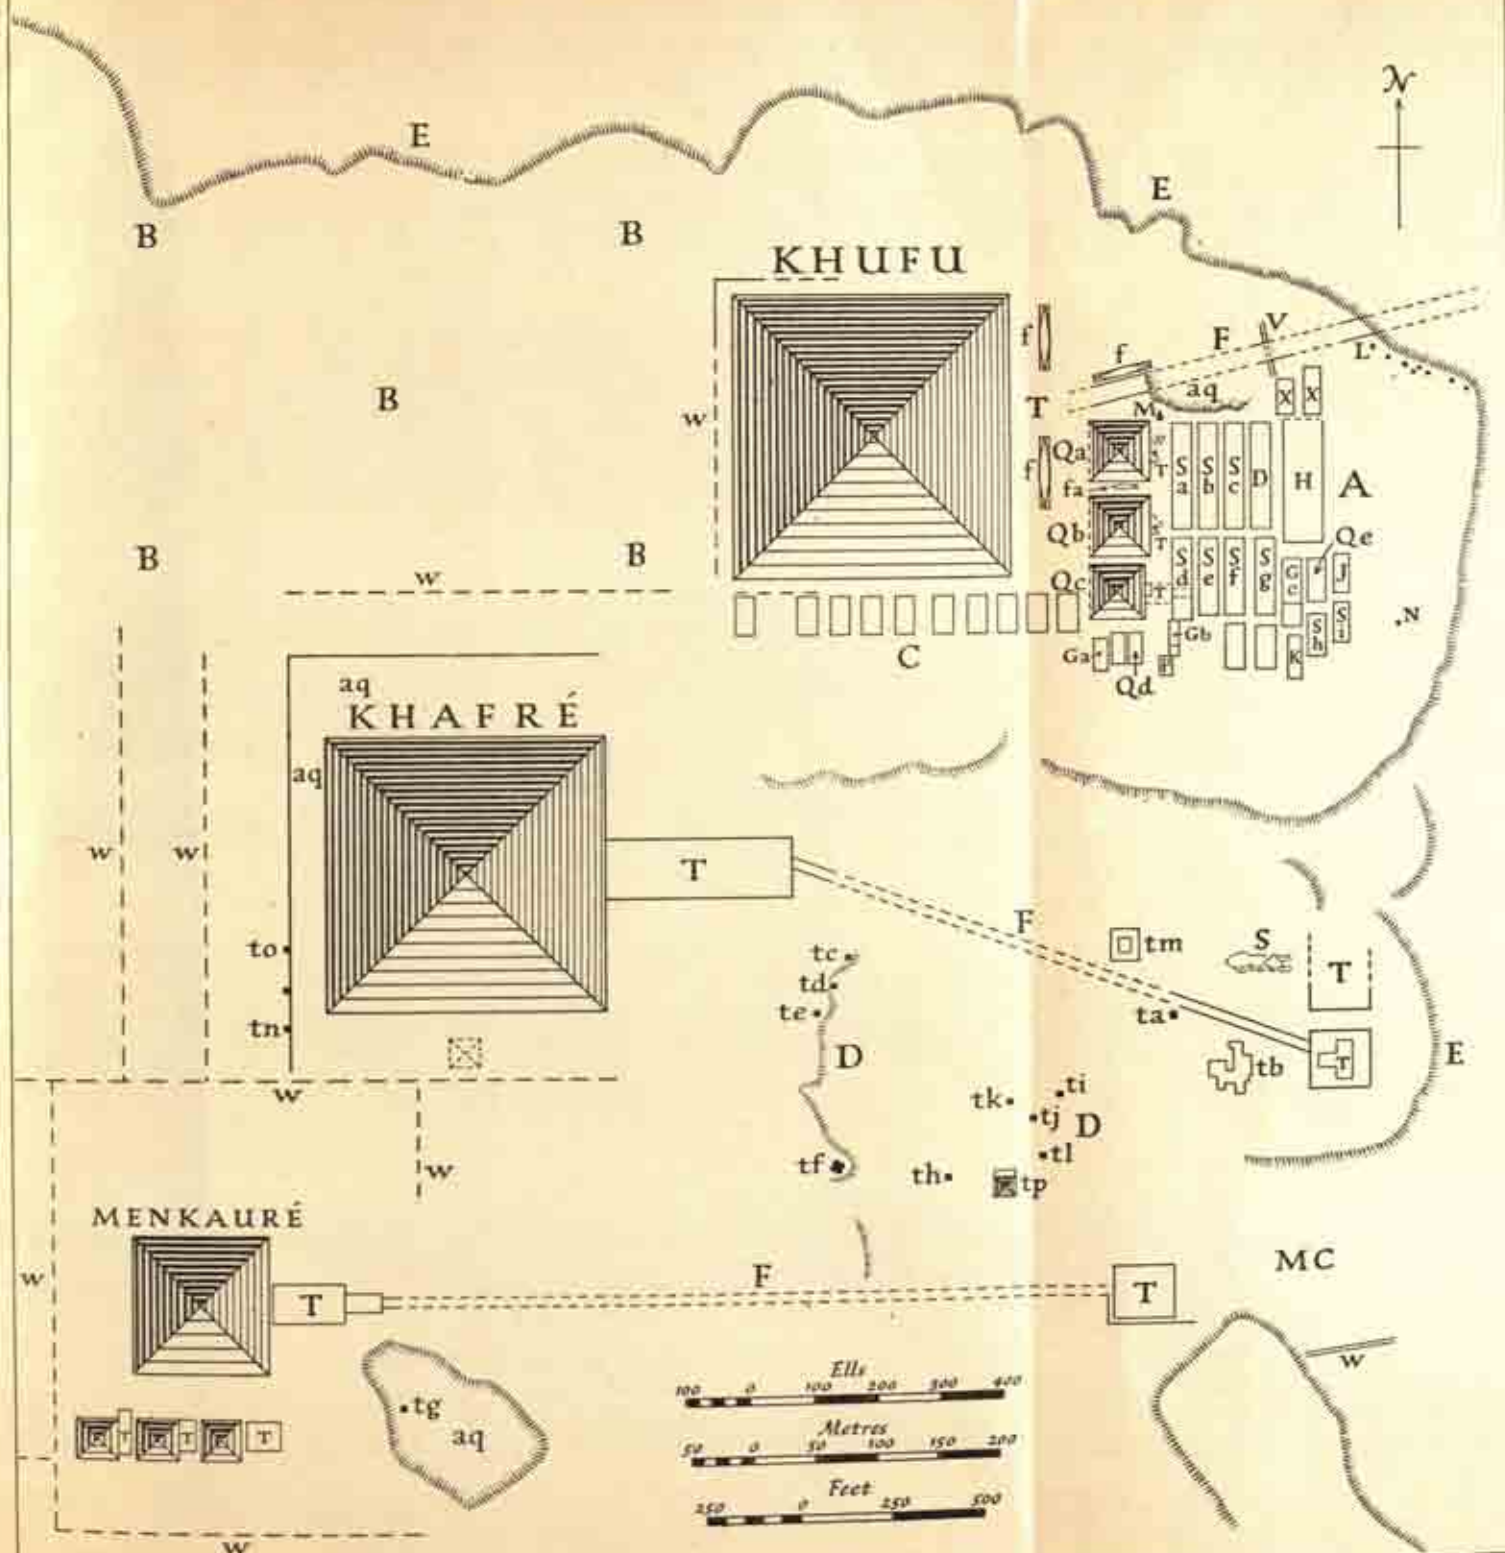 N
E
E
B
B
KHUFU
V
F
f
f
L
B
T
aq
X
X
w
M
Qa
T
S
a
S
b
S
c
D
H
A
f
fa
Qb
T
Qe
B
B
w
Qc
T
S
d
S
e
S
f
S
g
G
c
J
N
S
h
S
i
C
Ga
Gb
K
Qd
aq
KHAFRÉ
aq
w
w
T
F
to
tc
tm
S
T
td
tn
te
ta
D
tb
T
E
w
tk
ti
tj
D
w
tf
th
tl
tp
MENKAURÉ
MC
w
T
F
T
w
Ells
100 0 100 200 300 400
tg
aq
T
T
T
Metres
50 0 50 100 150 200
Feet
250 0 250 500
w